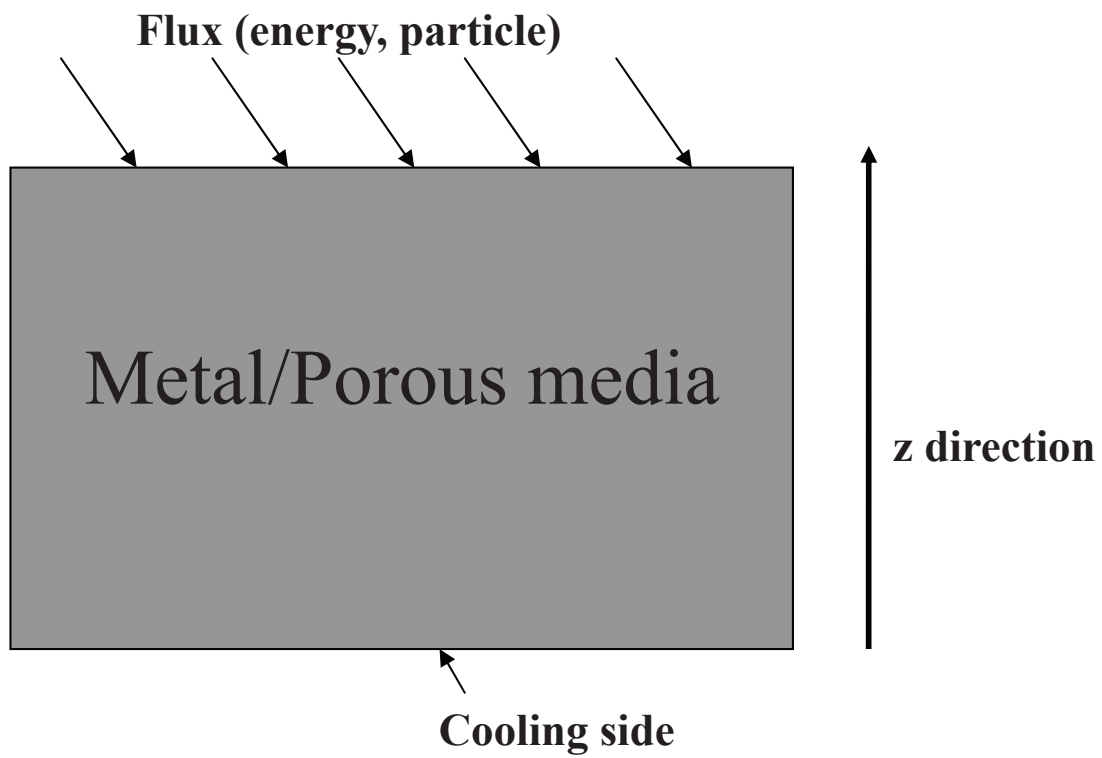 Flux (energy, particle)
Metal/Porous media
z direction
Cooling side